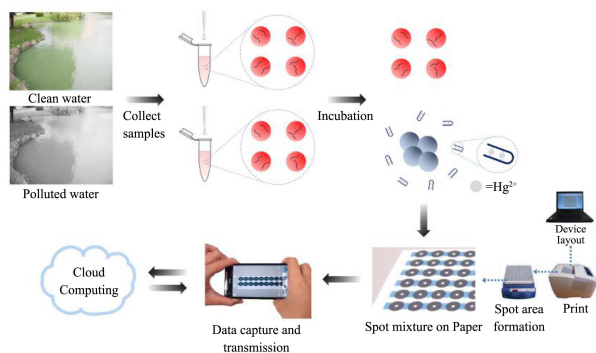 Clean water
Collect
samples
Incubation
Polluted water
=Hg²⁺
Device
layout
Cloud
Computing
Data capture and
transmission
Spot mixture on Paper
Spot area
formation
Print